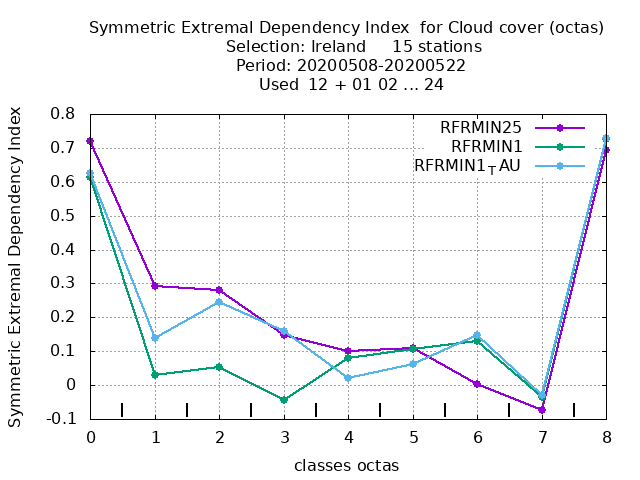 Symmetric Extremal Dependency Index  for Cloud cover (octas)
Selection: Ireland     15 stations
Period: 20200508-20200522
Used  12 + 01 02 ... 24
Symmetric Extremal Dependency Index
0.8
0.7
0.6
0.5
0.4
0.3
0.2
0.1
0
-0.1
RFRMIN25
RFRMIN1
RFRMIN1TAU
0 1 2 3 4 5 6 7 8
classes octas